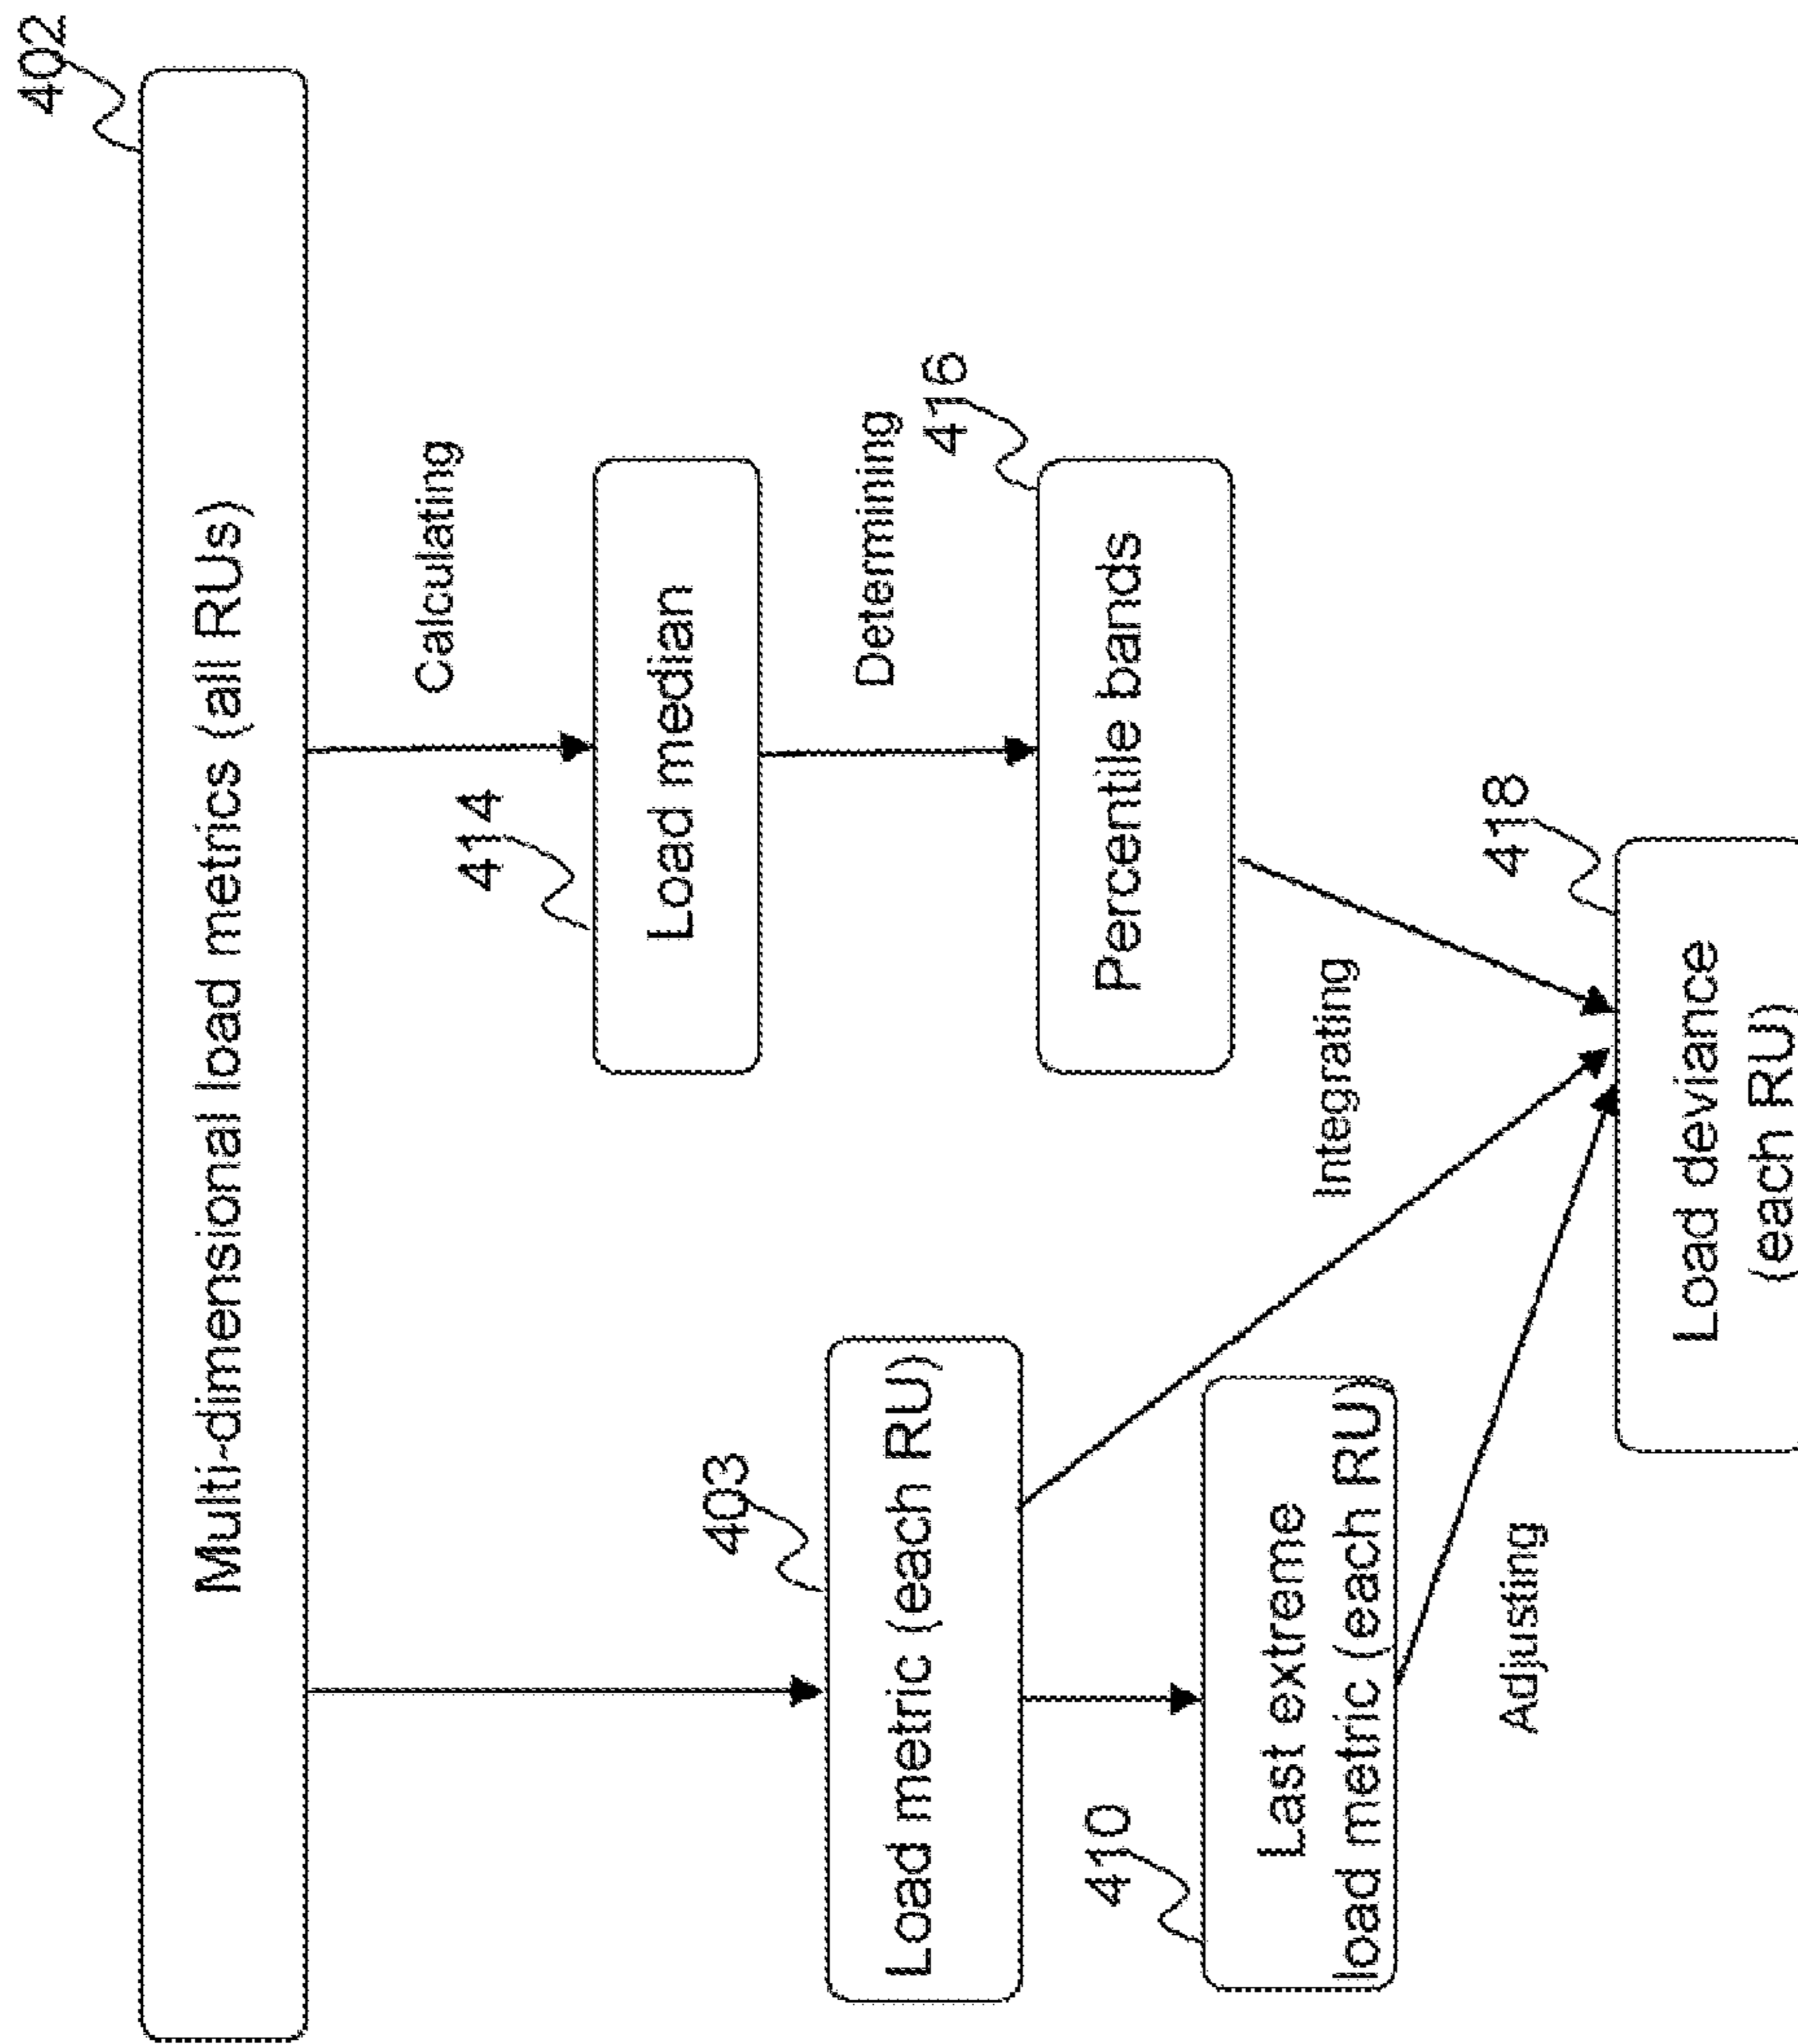 402
Multi-dimensional load metrics (all RUs)
Calculating
414
Load median
Determining
416
Percentile bands
403
Load metric (each RU)
410
Last extreme
load metric (each RU)
Integrating
Adjusting
418
Load deviance
(each RU)